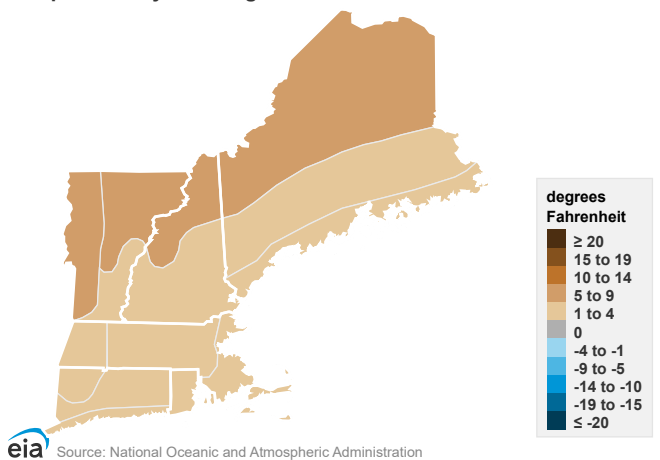 degrees
Fahrenheit
≥ 20
15 to 19
10 to 14
5 to 9
1 to 4
0
-4 to -1
-9 to -5
-14 to -10
-19 to -15
≤ -20
eia
Source: National Oceanic and Atmospheric Administration